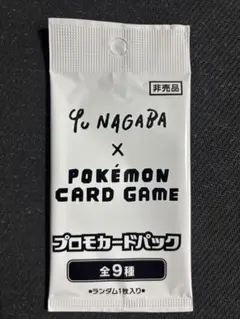 非売品
Yu NAGABA
×
POKÉMON
CARD GAME
プロモカードパック
全9種
*ランダム1枚入り*